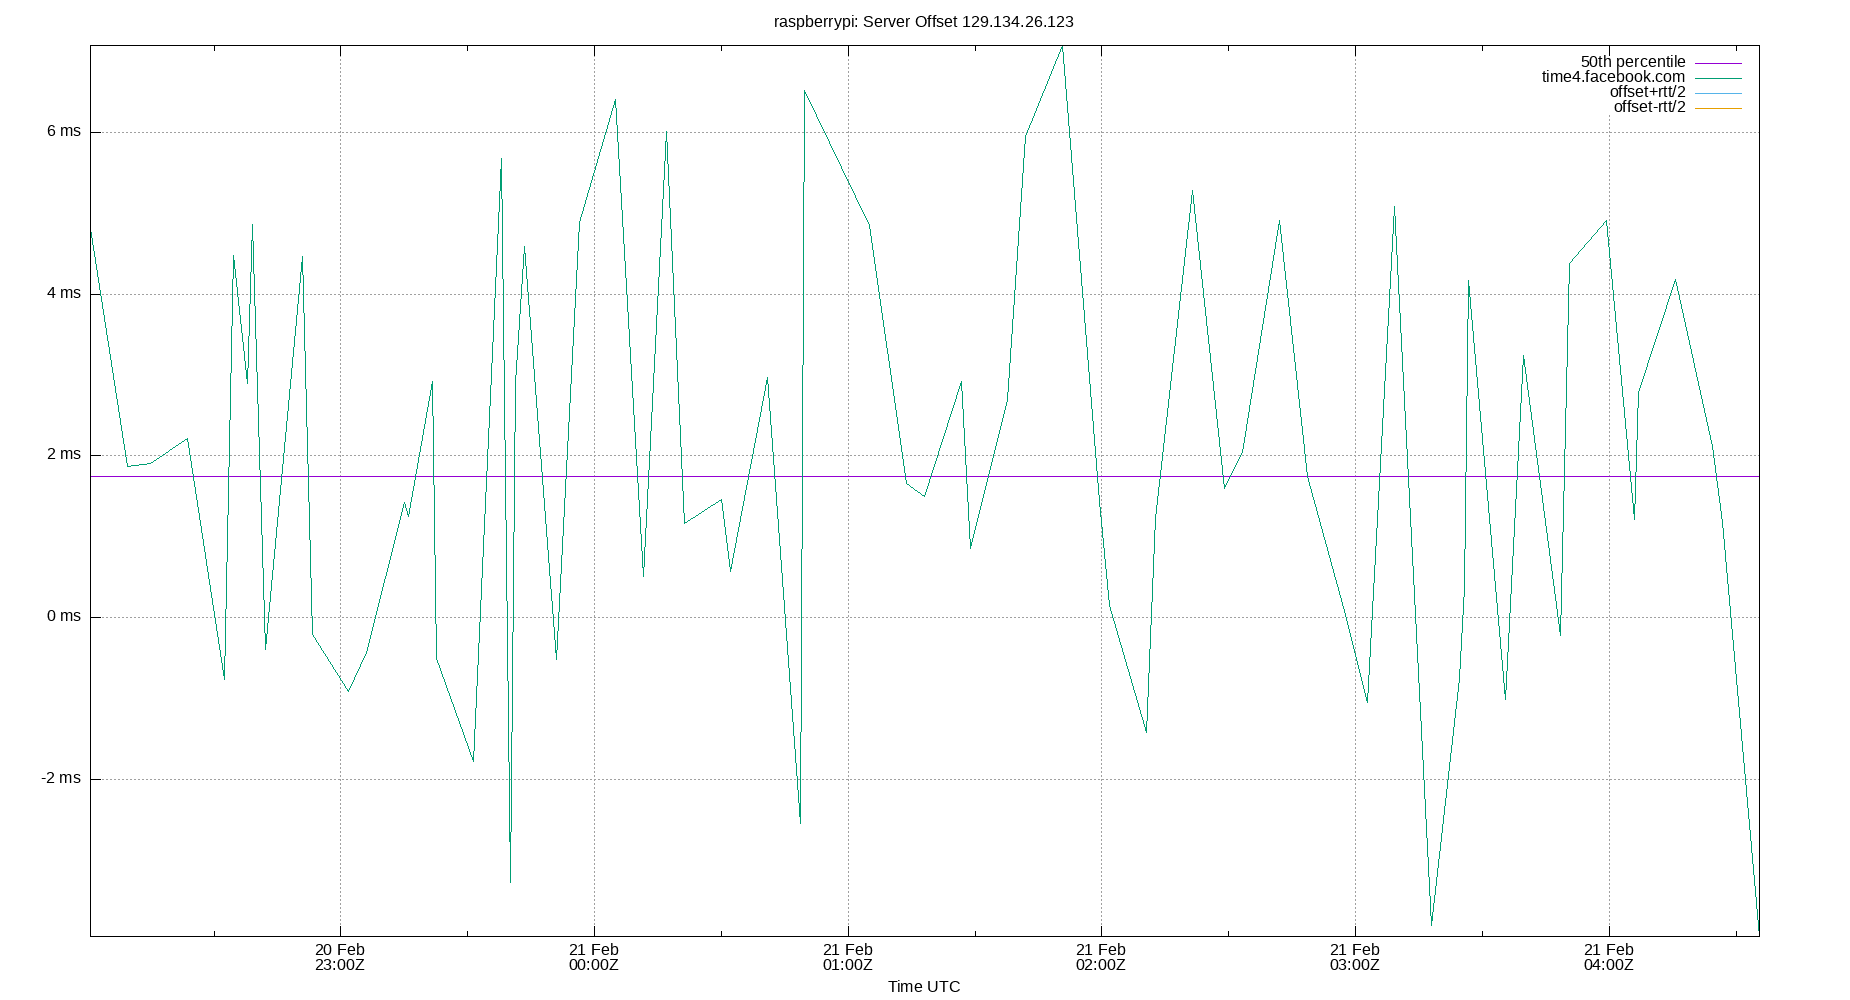 raspberrypi: Server Offset 129.134.26.123
50th percentile
time4.facebook.com
offset+rtt/2
offset-rtt/2
6 ms
4 ms
2 ms
0 ms
-2 ms
20 Feb 21 Feb 21 Feb 21 Feb 21 Feb 21 Feb
23:00Z 00:00Z 01:00Z 02:00Z 03:00Z 04:00Z
Time UTC